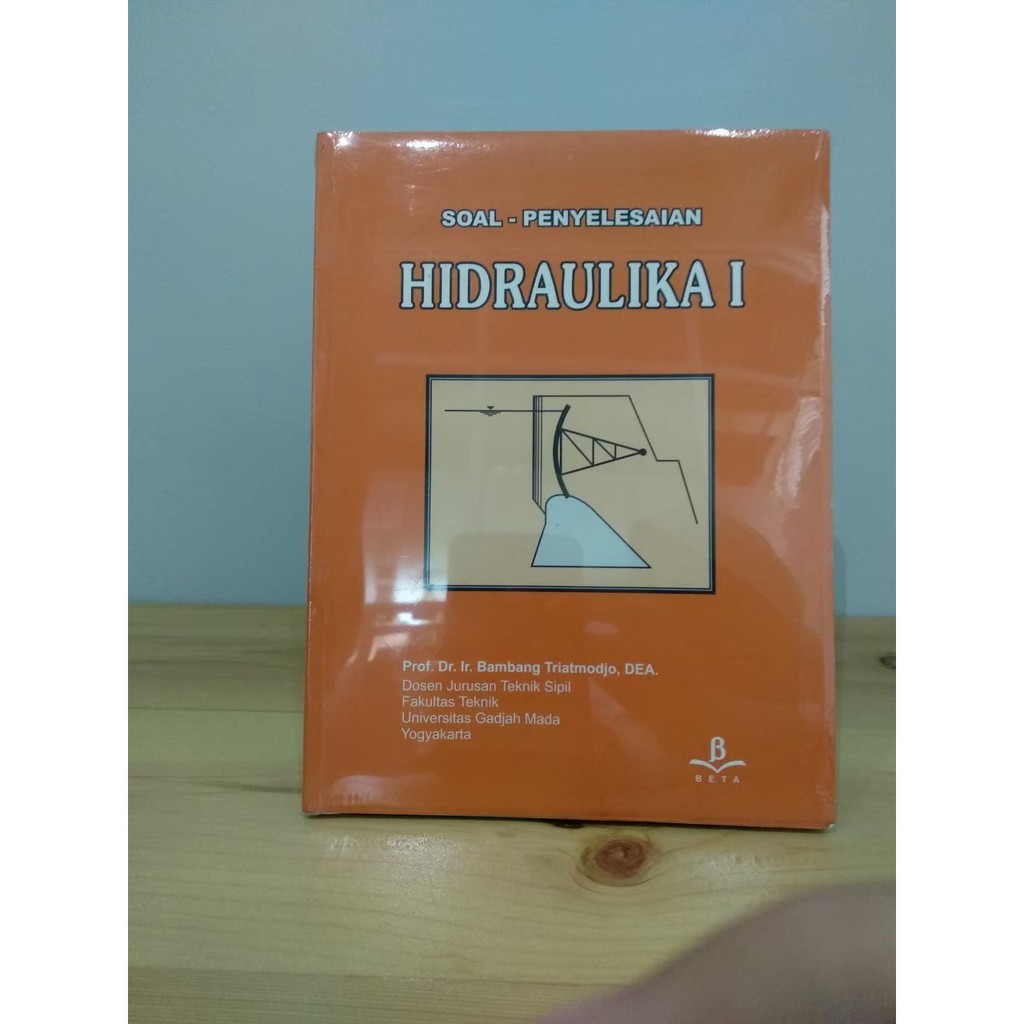 SOAL - PENYELESAIAN
HIDRAULIKA I
Prof. Dr. Ir. Bambang Triatmodjo, DEA.
Dosen Jurusan Teknik Sipil
Fakultas Teknik
Universitas Gadjah Mada
Yogyakarta
β
BETA